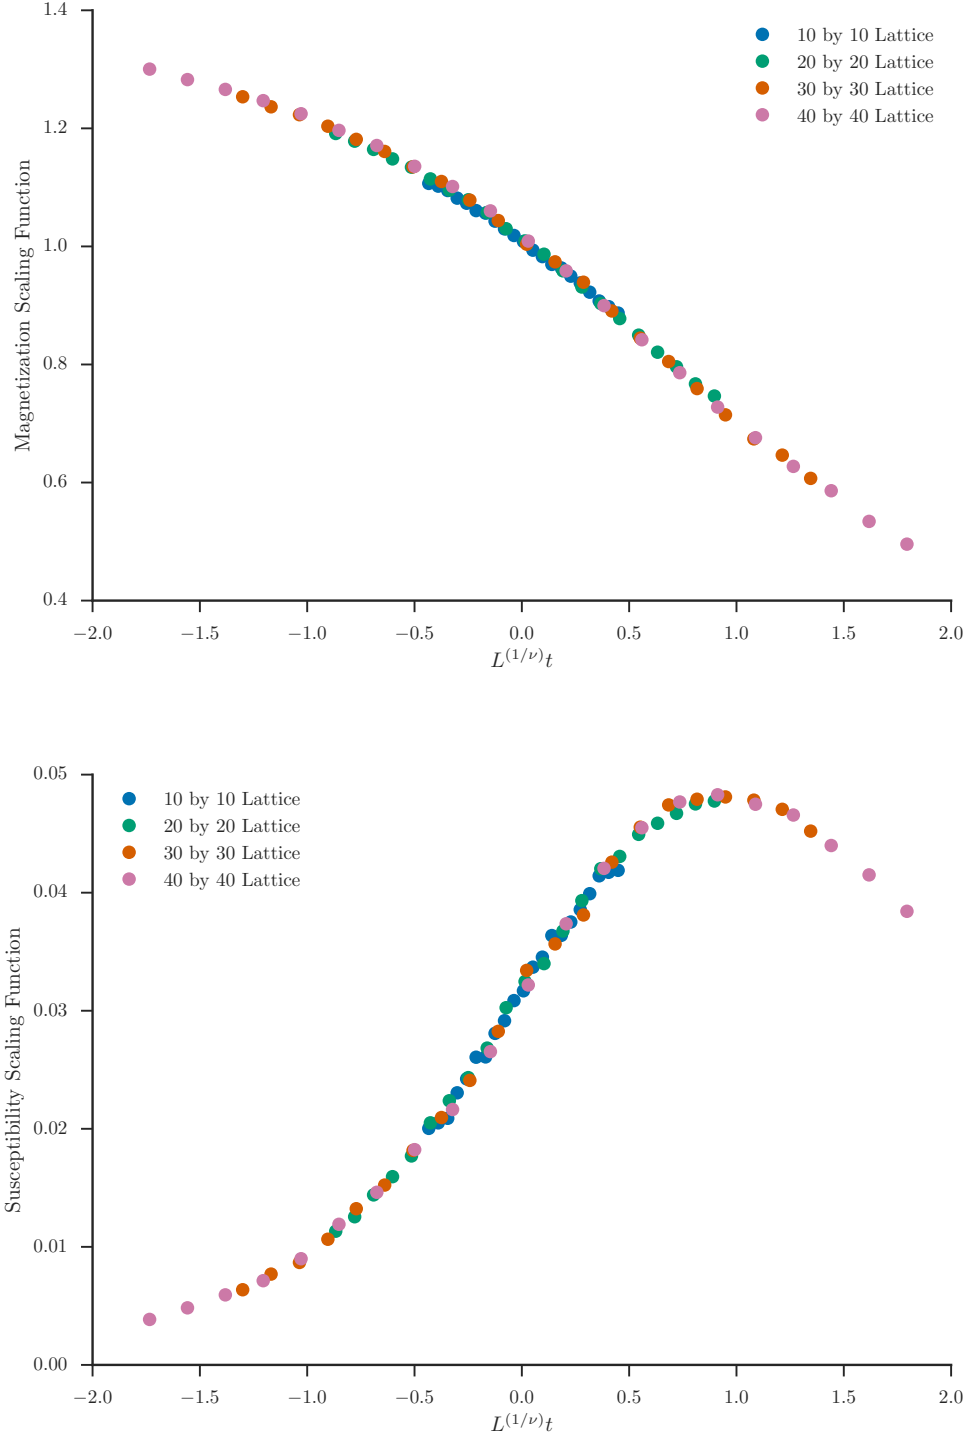 1.4
1.2
1.0
0.8
0.6
0.4
Magnetization Scaling Function
10 by 10 Lattice
20 by 20 Lattice
30 by 30 Lattice
40 by 40 Lattice
−2.0 −1.5 −1.0 −0.5 0.0 0.5 1.0 1.5 2.0
L^(1/ν)t
0.05
0.04
0.03
0.02
0.01
0.00
Susceptibility Scaling Function
10 by 10 Lattice
20 by 20 Lattice
30 by 30 Lattice
40 by 40 Lattice
−2.0 −1.5 −1.0 −0.5 0.0 0.5 1.0 1.5 2.0
L^(1/ν)t